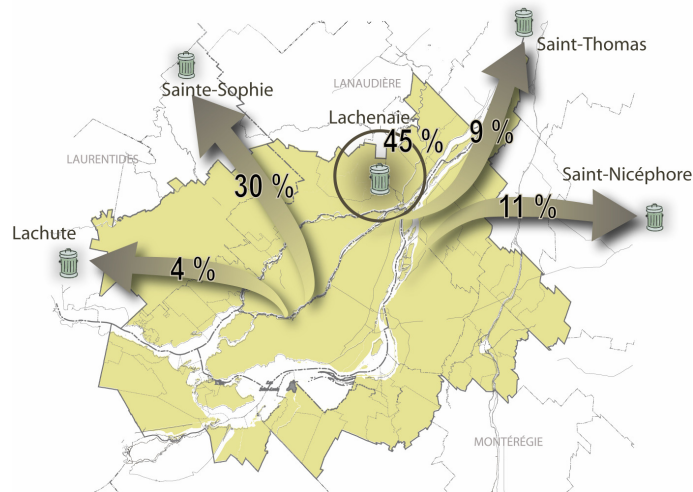 Saint-Thomas
Sainte-Sophie
LANAUDIÈRE
Lachenaie
45 %
9 %
LAURENTIDES
30 %
Saint-Nicéphore
11 %
Lachute
4 %
MONTÉRÉGIE